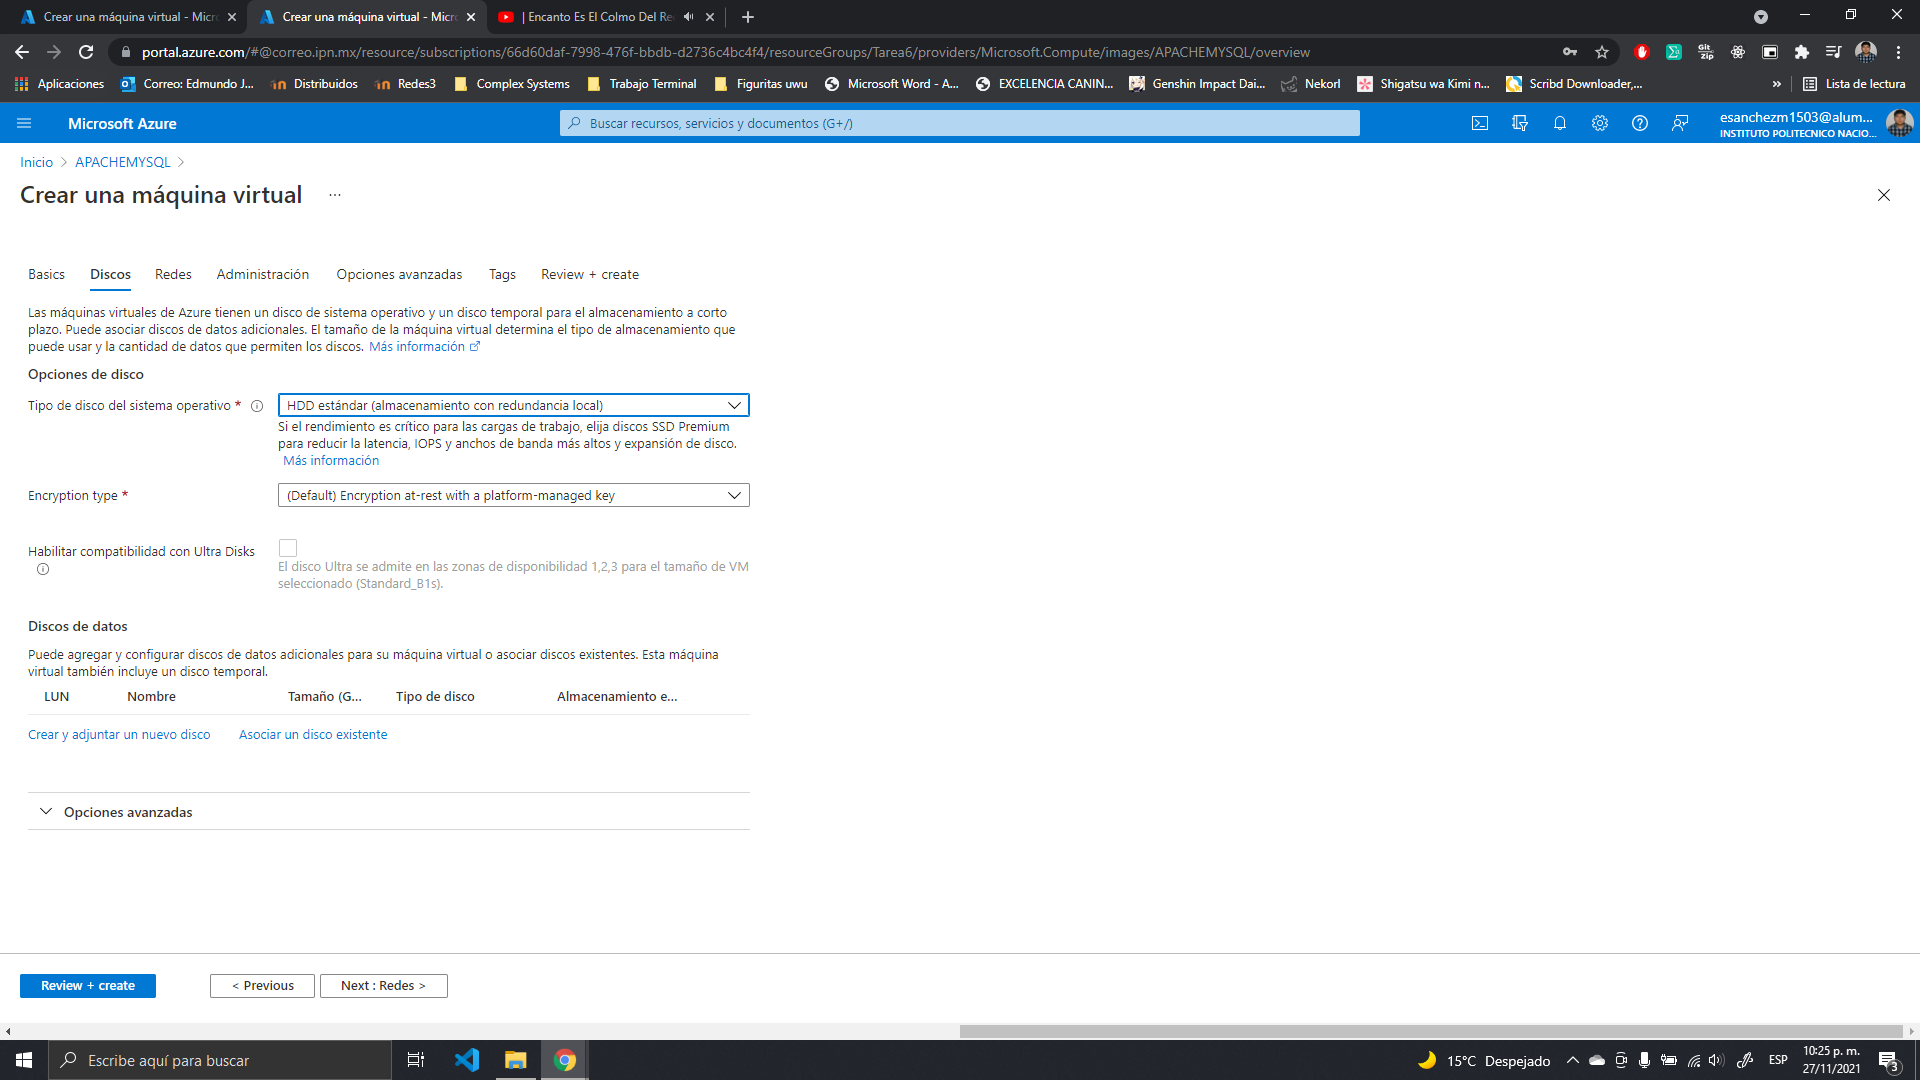 Crear una máquina virtual - Micro
Crear una máquina virtual - Micro
| Encanto Es El Colmo Del Re
portal.azure.com/#@correo.ipn.mx/resource/subscriptions/66d60daf-7998-476f-bbdb-d2736c4bc4f4/resourceGroups/Tarea6/providers/Microsoft.Compute/images/APACHEMYSQL/overview
Git zip
Aplicaciones
Correo: Edmundo J...
Distribuidos
Redes3
Complex Systems
Trabajo Terminal
Figuritas uwu
Microsoft Word - A...
EXCELENCIA CANIN...
Genshin Impact Dai...
Nekorl
Shigatsu wa Kimi n...
Scribd Downloader,...
»
Lista de lectura
Microsoft Azure
Buscar recursos, servicios y documentos (G+/)
esanchezm1503@alum...
INSTITUTO POLITECNICO NACIO...
Inicio > APACHEMYSQL >
Crear una máquina virtual ...
Basics Discos Redes Administración Opciones avanzadas Tags Review + create
Las máquinas virtuales de Azure tienen un disco de sistema operativo y un disco temporal para el almacenamiento a corto
plazo. Puede asociar discos de datos adicionales. El tamaño de la máquina virtual determina el tipo de almacenamiento que
puede usar y la cantidad de datos que permiten los discos. Más información
Opciones de disco
Tipo de disco del sistema operativo *
HDD estándar (almacenamiento con redundancia local)
Si el rendimiento es crítico para las cargas de trabajo, elija discos SSD Premium
para reducir la latencia, IOPS y anchos de banda más altos y expansión de disco.
Más información
Encryption type *
(Default) Encryption at-rest with a platform-managed key
Habilitar compatibilidad con Ultra Disks
El disco Ultra se admite en las zonas de disponibilidad 1,2,3 para el tamaño de VM
seleccionado (Standard_B1s).
Discos de datos
Puede agregar y configurar discos de datos adicionales para su máquina virtual o asociar discos existentes. Esta máquina
virtual también incluye un disco temporal.
LUN Nombre Tamaño (G... Tipo de disco Almacenamiento e...
Crear y adjuntar un nuevo disco Asociar un disco existente
Opciones avanzadas
Review + create
< Previous
Next : Redes >
Escribe aquí para buscar
15°C Despejado
ESP
10:25 p. m.
27/11/2021
3